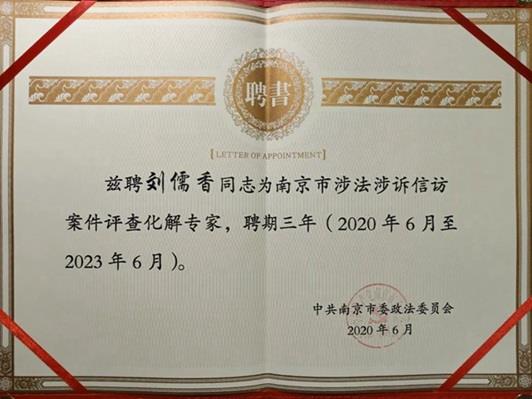 聘書
LETTER OF APPOINTMENT
兹聘刘儒香同志为南京市涉法涉诉信访
案件评查化解专家，聘期三年（2020年6月至
2023年6月）。
中共南京市委政法委员会
2020年6月